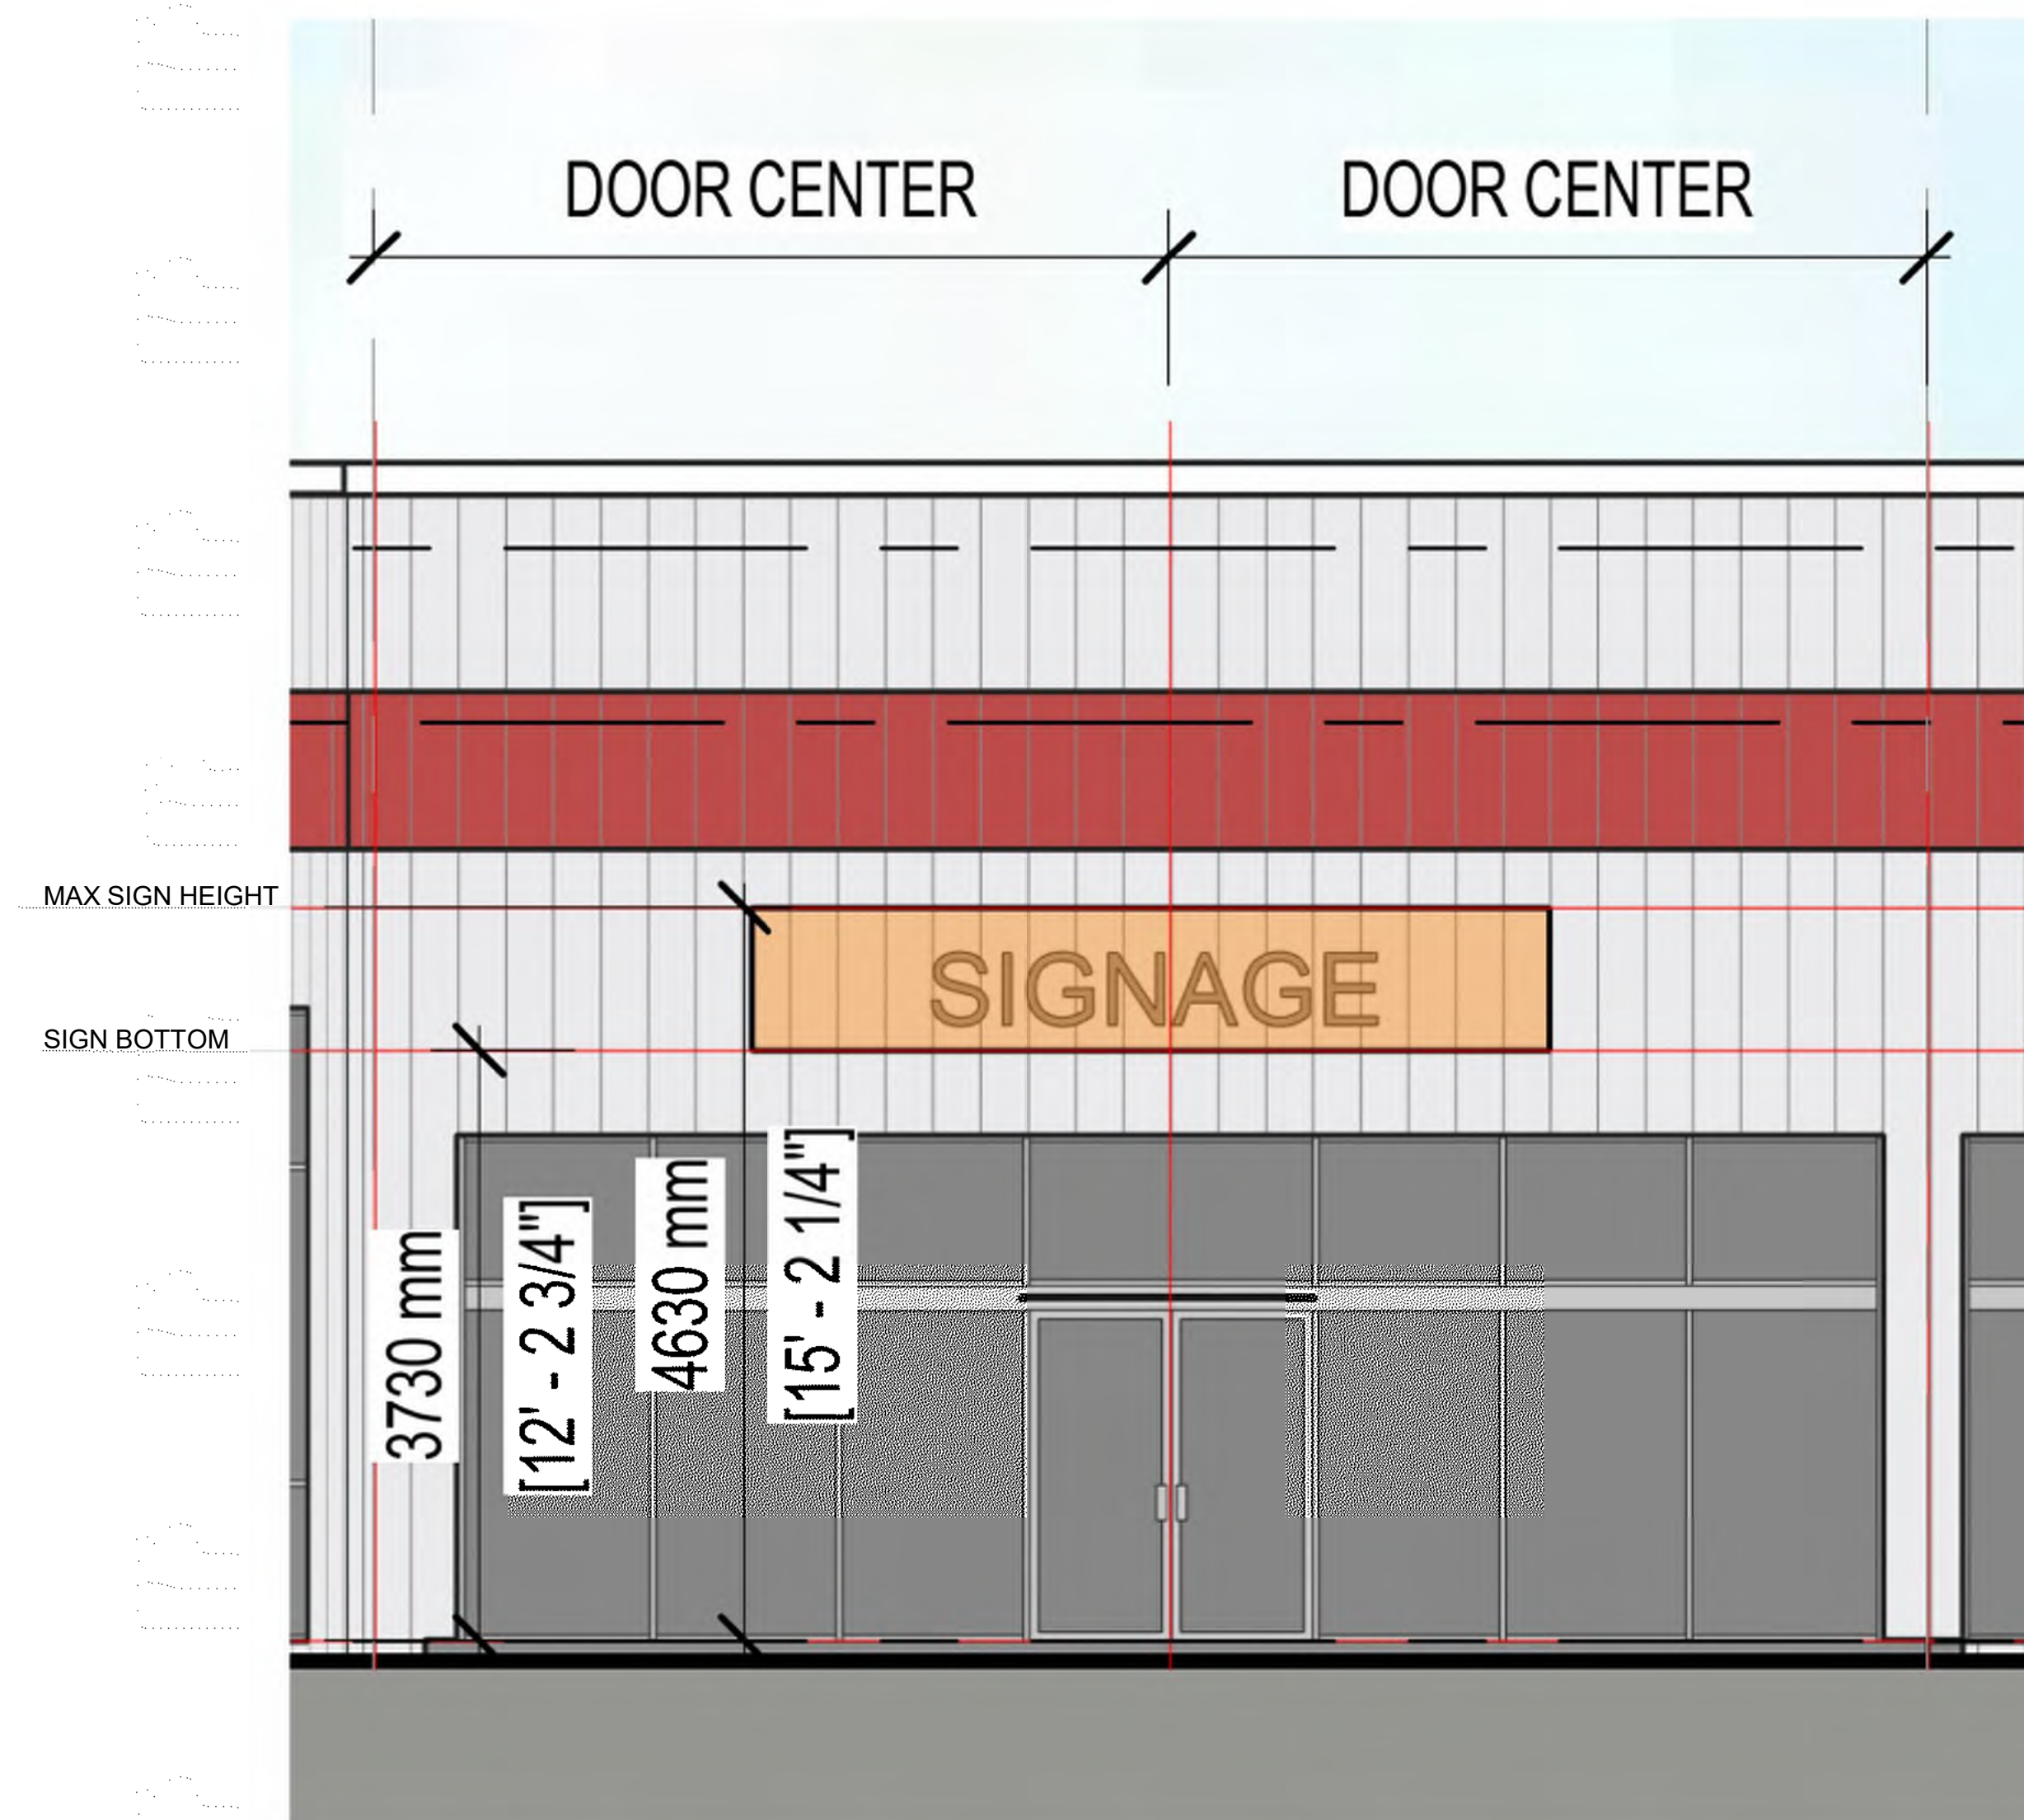 DOOR CENTER
DOOR CENTER
MAX SIGN HEIGHT
SIGNAGE
SIGN BOTTOM
3730 mm
[12' - 2 3/4"]
4630 mm
[15' - 2 1/4"]